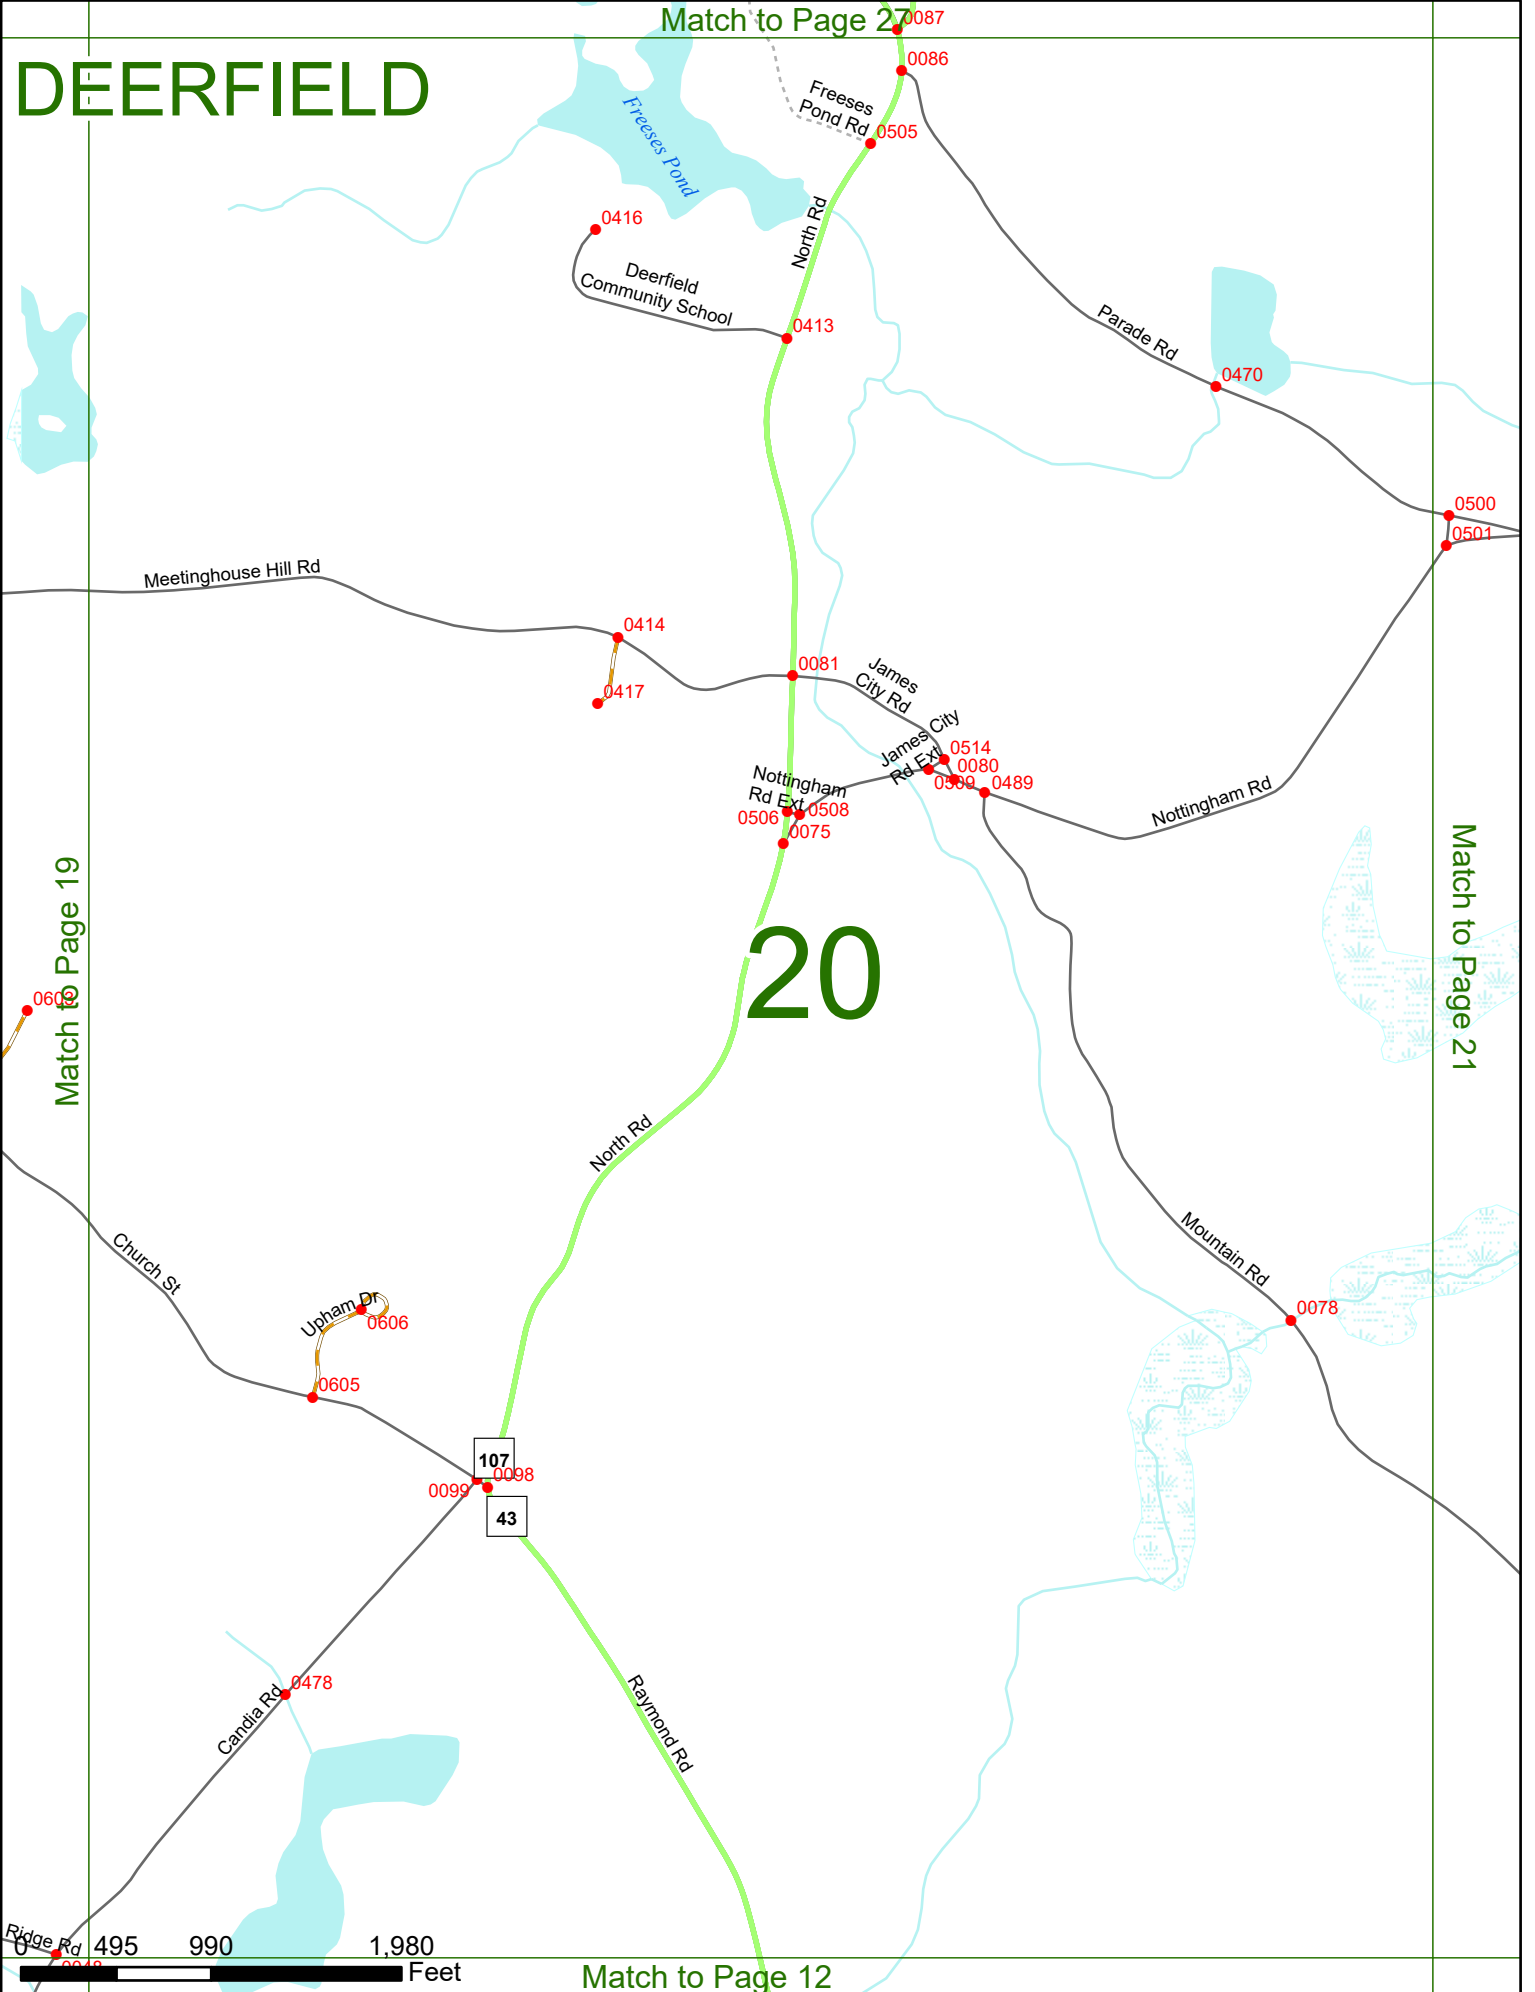 Match to Page 27
0087
DEERFIELD
0086
Freeses
Pond Rd
0505
Freeses Pond
North Rd
0416
Deerfield
Community School
0413
Parade Rd
0470
0500
0501
Meetinghouse Hill Rd
0414
0081
James
City Rd
0417
James City
Rd Ext
0514
0080
0509
0489
Nottingham
Rd Ext
0506
0508
0075
Nottingham Rd
Match to Page 19
Match to Page 21
20
0603
North Rd
Church St
Mountain Rd
Upham Dr
0606
0078
0605
107
0098
0099
43
0478
Candia Rd
Raymond Rd
Ridge Rd
0048
0 495 990 1,980
Feet
Match to Page 12